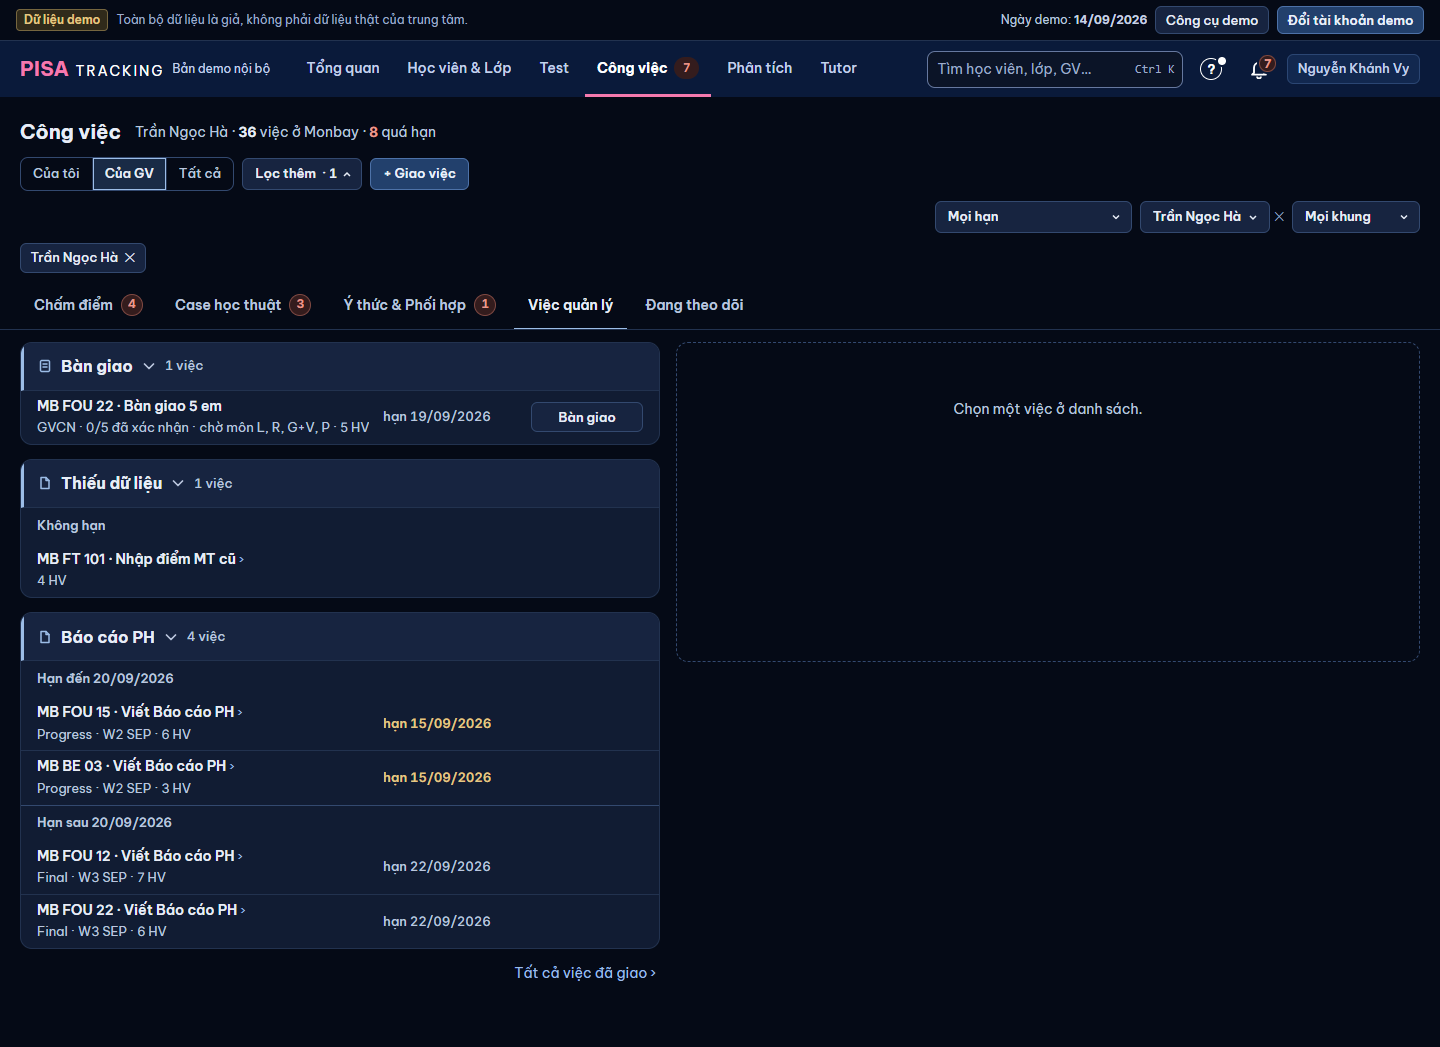 Dữ liệu demo Toàn bộ dữ liệu là giả, không phải dữ liệu thật của trung tâm. Ngày demo: 14/09/2026 Công cụ demo Đổi tài khoản demo
PISA TRACKING Bản demo nội bộ Tổng quan Học viên & Lớp Test Công việc 7 Phân tích Tutor Tìm học viên, lớp, GV... Ctrl K ? 7 Nguyễn Khánh Vy
Công việc Trần Ngọc Hà · 36 việc ở Monbay · 8 quá hạn
Của tôi Của GV Tất cả Lọc thêm · 1 + Giao việc
Mọi hạn Trần Ngọc Hà × Mọi khung
Trần Ngọc Hà ×
Chấm điểm 4 Case học thuật 3 Ý thức & Phối hợp 1 Việc quản lý Đang theo dõi
Bàn giao 1 việc
MB FOU 22 · Bàn giao 5 em
GVCN · 0/5 đã xác nhận · chờ môn L, R, G+V, P · 5 HV
hạn 19/09/2026
Bàn giao
Chọn một việc ở danh sách.
Thiếu dữ liệu 1 việc
Không hạn
MB FT 101 · Nhập điểm MT cũ ›
4 HV
Báo cáo PH 4 việc
Hạn đến 20/09/2026
MB FOU 15 · Viết Báo cáo PH ›
Progress · W2 SEP · 6 HV
hạn 15/09/2026
MB BE 03 · Viết Báo cáo PH ›
Progress · W2 SEP · 3 HV
hạn 15/09/2026
Hạn sau 20/09/2026
MB FOU 12 · Viết Báo cáo PH ›
Final · W3 SEP · 7 HV
hạn 22/09/2026
MB FOU 22 · Viết Báo cáo PH ›
Final · W3 SEP · 6 HV
hạn 22/09/2026
Tất cả việc đã giao ›